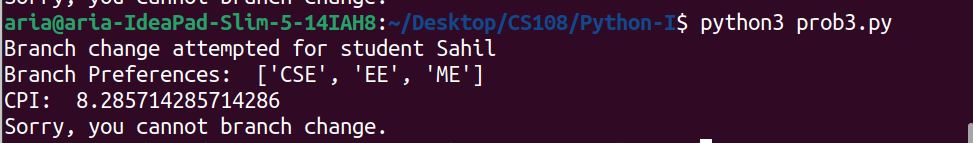 Sorry, you cannot branch change.
aria@aria-IdeaPad-Slim-5-14IAH8:~/Desktop/CS108/Python-I$ python3 prob3.py
Branch change attempted for student Sahil
Branch Preferences:  ['CSE', 'EE', 'ME']
CPI:  8.285714285714286
Sorry, you cannot branch change.